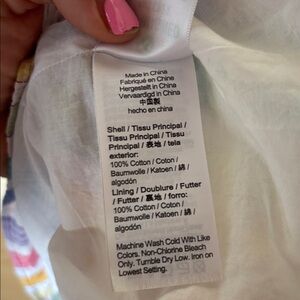 Made in China
Fabriqué en China
Hergestellt in China
Vervaardigd in China
中国製
hecho en china
Shell / Tissu Principal /
Tissu Principal / Tissu
Principal / 表地 / tela
exterior:
100% Cotton / Coton /
Baumwolle / Katoen / 綿 /
algodón
Lining / Doublure / Futter
/ Futter / 裏地 / forro:
100% Cotton / Coton /
Baumwolle / Katoen / 綿 /
algodón
Machine Wash Cold With Like
Colors. Non-Chlorine Bleach
Only. Tumble Dry Low. Iron on
Lowest Setting.